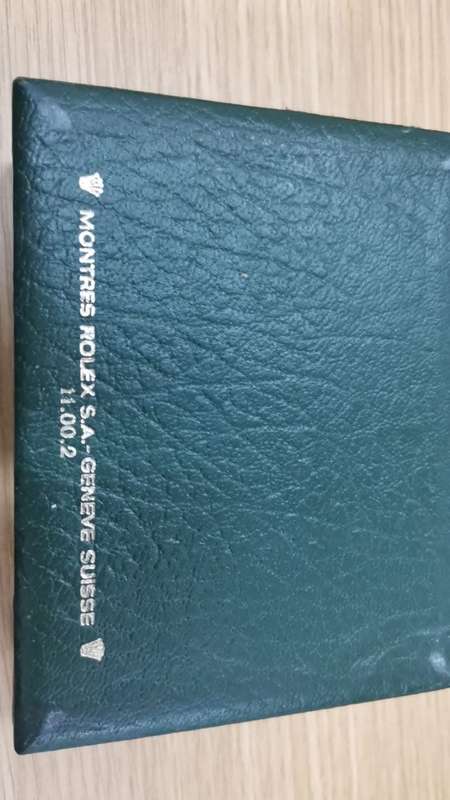 MONTRES ROLEX S.A.-GENEVE SUISSE
11.00.2